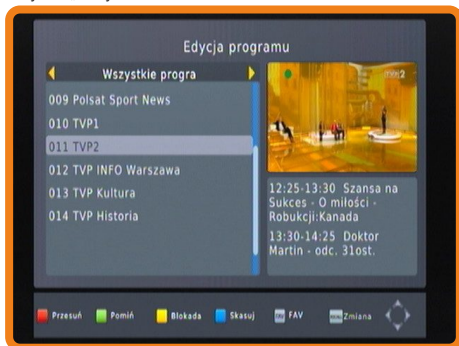 Edycja programu
Wszystkie progra
009 Polsat Sport News
010 TVP1
011 TVP2
012 TVP INFO Warszawa
013 TVP Kultura
014 TVP Historia
12:25-13:30 Szansa na
Sukces - O miłości -
Robukcji:Kanada
13:30-14:25 Doktor
Martin - odc. 31ost.
Przesuń Pomiń Blokada Skasuj FAV FAV MENU Zmiana